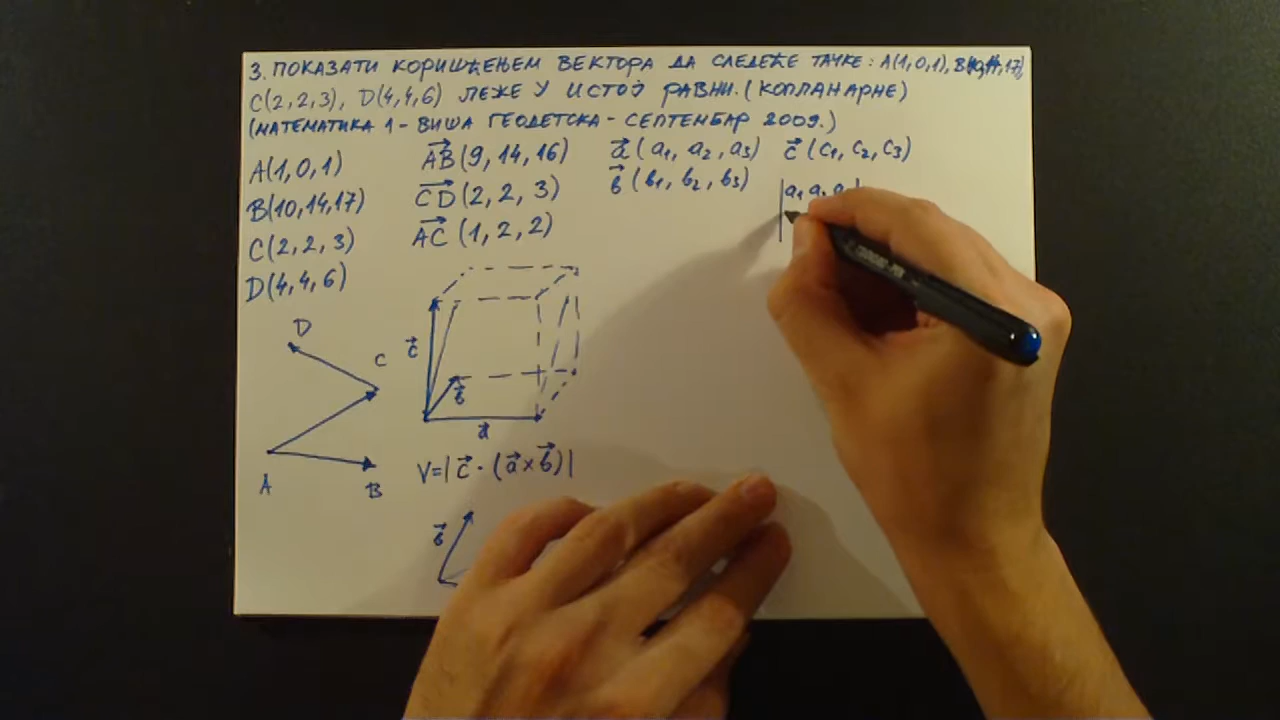 3. ПОКАЗАТИ КОРИШЋЕЊЕМ ВЕКТОРА ДА СЛЕДЕЋЕ ТАЧКЕ: A(1,0,1),
C(2,2,3), D(4,4,6) ЛЕЖЕ У ИСТОЈ РАВНИ. (КОПЛАНАРНЕ)
(МАТЕМАТИКА 1 - ВИША ГЕОДЕТСКА - СЕПТЕМБАР 2009.)
A(1,0,1)
B(10,14,17)
C(2,2,3)
D(4,4,6)
D
C
A
B
AB⃗ (9,14,16)
CD⃗ (2,2,3)
AC⃗ (1,2,2)
c⃗
b⃗
a⃗
V=|c⃗ · (a⃗ × b⃗)|
b⃗
a⃗ (a₁, a₂, a₃) c⃗ (c₁, c₂, c₃)
b⃗ (b₁, b₂, b₃)
a₁ a₂